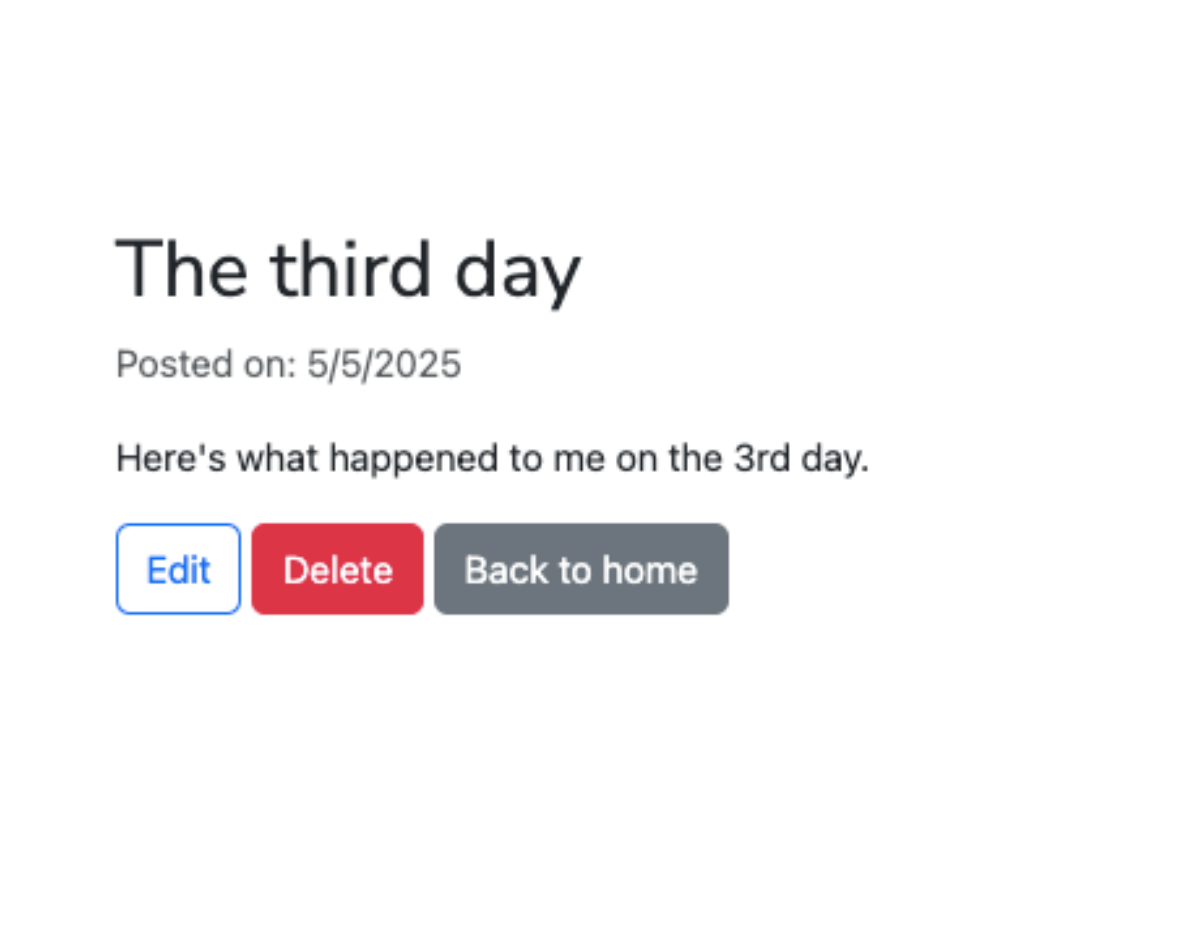 The third day
Posted on: 5/5/2025
Here's what happened to me on the 3rd day.
Edit Delete Back to home